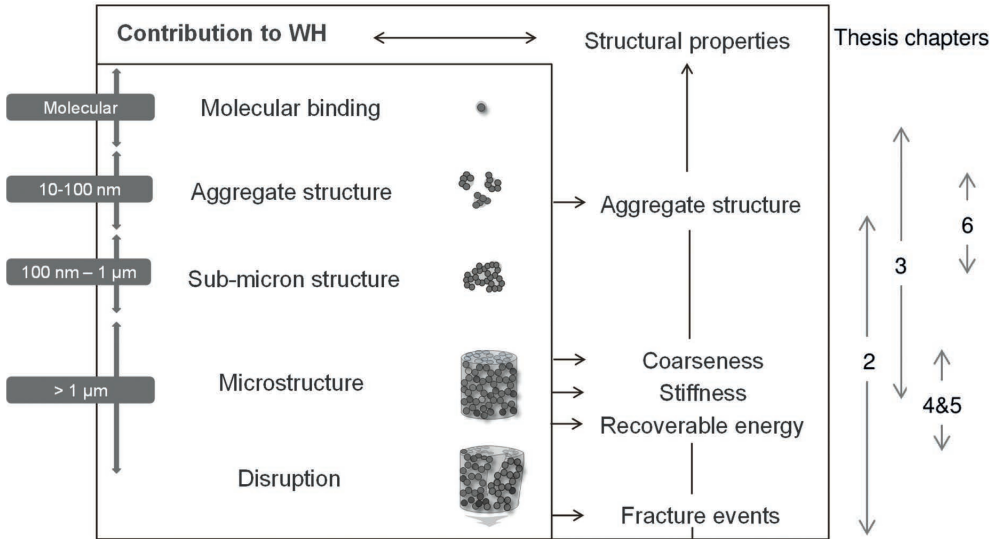 Contribution to WH
Structural properties
Thesis chapters
Molecular
Molecular binding
10-100 nm
Aggregate structure
Aggregate structure
6
100 nm – 1 µm
Sub-micron structure
3
> 1 µm
Microstructure
Coarseness
Stiffness
Recoverable energy
2
4&5
Disruption
Fracture events